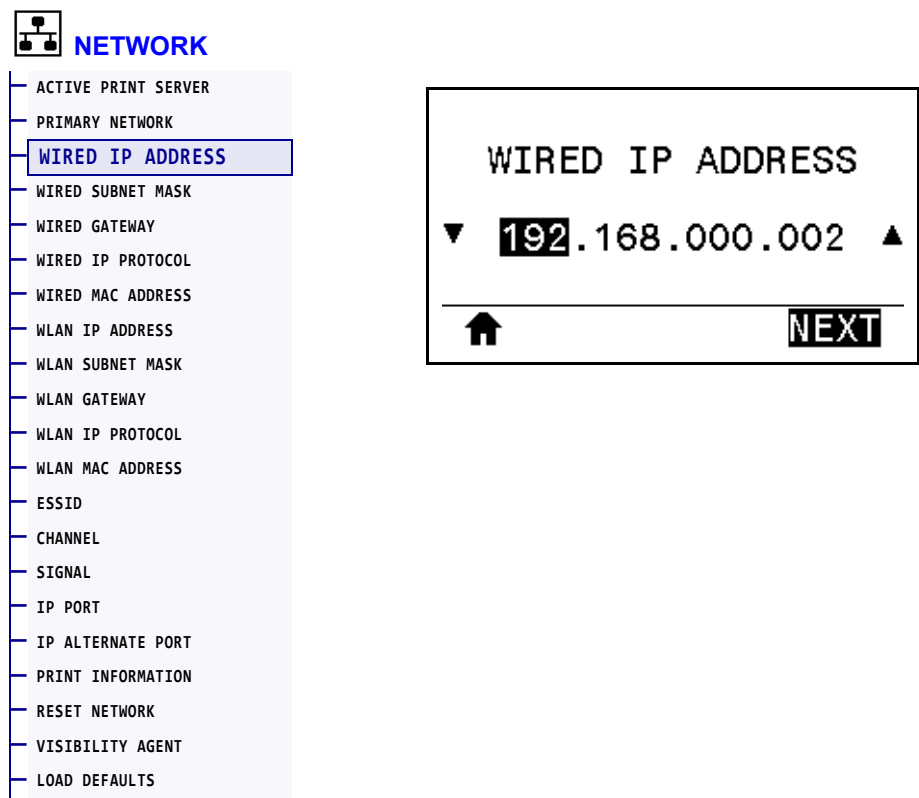 NETWORK
ACTIVE PRINT SERVER
PRIMARY NETWORK
WIRED IP ADDRESS
WIRED SUBNET MASK
WIRED GATEWAY
WIRED IP PROTOCOL
WIRED MAC ADDRESS
WLAN IP ADDRESS
WLAN SUBNET MASK
WLAN GATEWAY
WLAN IP PROTOCOL
WLAN MAC ADDRESS
ESSID
CHANNEL
SIGNAL
IP PORT
IP ALTERNATE PORT
PRINT INFORMATION
RESET NETWORK
VISIBILITY AGENT
LOAD DEFAULTS
WIRED IP ADDRESS
192.168.000.002
NEXT